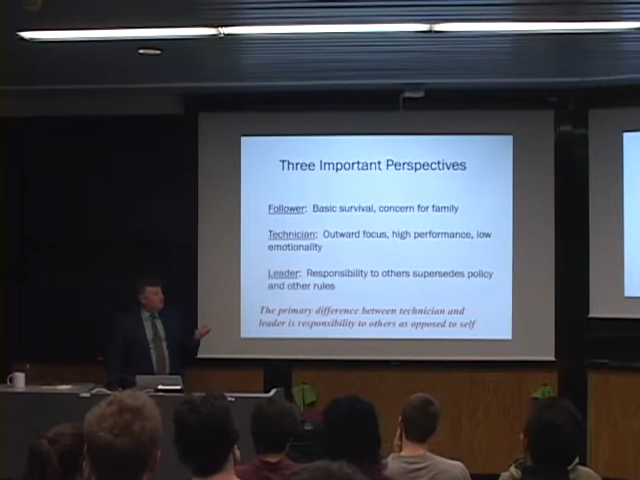 Three Important Perspectives
Follower: Basic survival, concern for family
Technician: Outward focus, high performance, low
emotionality
Leader: Responsibility to others supersedes policy
and other rules
The primary difference between technician and
leader is responsibility to others as opposed to self